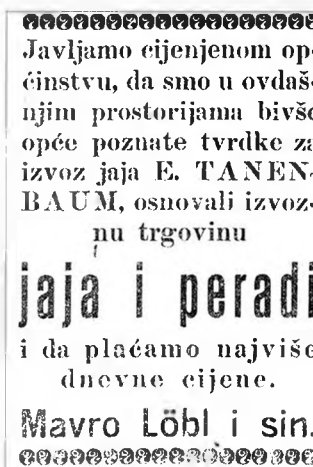 Javljamo cijenjenom op-
ćinstvu, da smo u ovdaš-
njim prostorijama bivše
opće poznate tvrdke za
izvoz jaja E. TANEN-
BAUM, osnovali izvoz-
nu trgovinu
jaja i peradi
i da plaćamo najviše
dnevne cijene.
Mavro Löbl i sin.